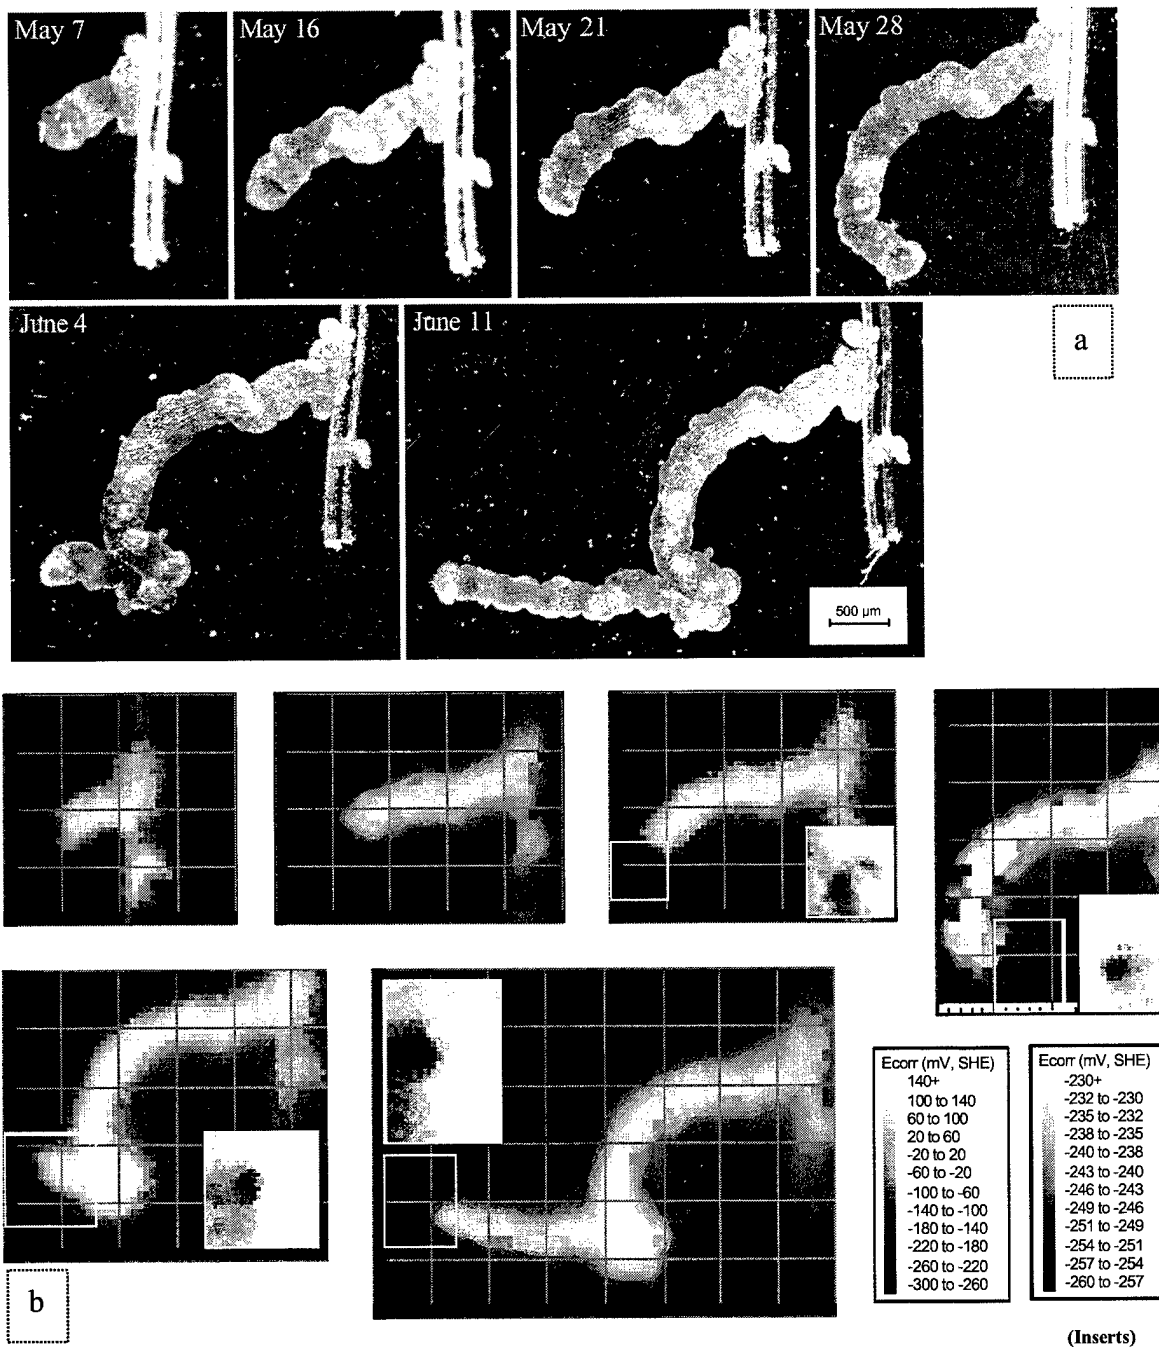 May 7
May 16
May 21
May 28
June 4
June 11
a
500 µm
b
Ecorr (mV, SHE)
140+
100 to 140
60 to 100
20 to 60
-20 to 20
-60 to -20
-100 to -60
-140 to -100
-180 to -140
-220 to -180
-260 to -220
-300 to -260
Ecorr (mV, SHE)
-230+
-232 to -230
-235 to -232
-238 to -235
-240 to -238
-243 to -240
-246 to -243
-249 to -246
-251 to -249
-254 to -251
-257 to -254
-260 to -257
(Inserts)